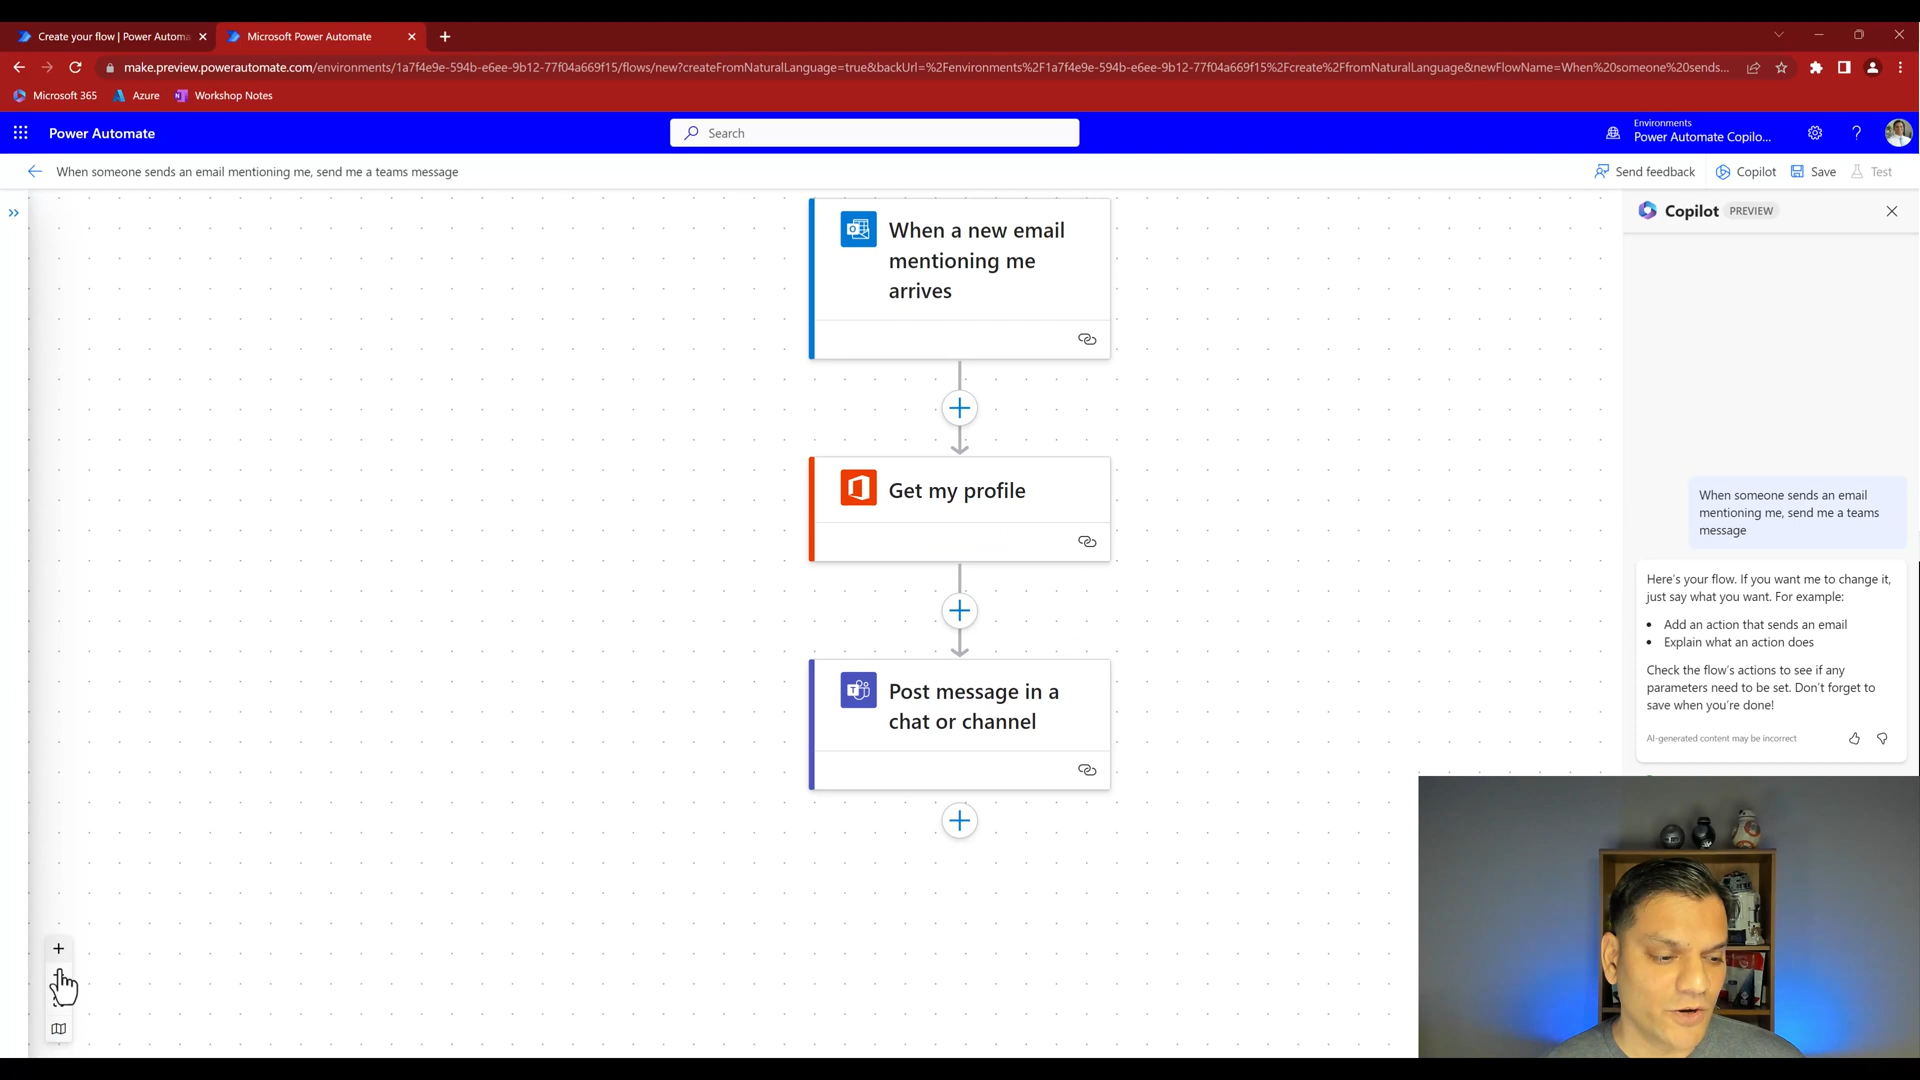 Create your flow | Power Automa
Microsoft Power Automate
make.preview.powerautomate.com/environments/1a7f4e9e-594b-e6ee-9b12-77f04a669f15/flows/new?createFromNaturalLanguage=true&backUrl=%2Fenvironments%2F1a7f4e9e-594b-e6ee-9b12-77f04a669f15%2Fcreate%2FfromNaturalLanguage&newFlowName=When%20someone%20sends...
Microsoft 365
Azure
Workshop Notes
Power Automate
Search
Environments
Power Automate Copilo...
When someone sends an email mentioning me, send me a teams message
Send feedback
Copilot
Save
Test
Copilot PREVIEW
When a new email
mentioning me
arrives
Get my profile
Post message in a
chat or channel
When someone sends an email
mentioning me, send me a teams
message
Here's your flow. If you want me to change it,
just say what you want. For example:
• Add an action that sends an email
• Explain what an action does
Check the flow's actions to see if any
parameters need to be set. Don't forget to
save when you're done!
AI-generated content may be incorrect